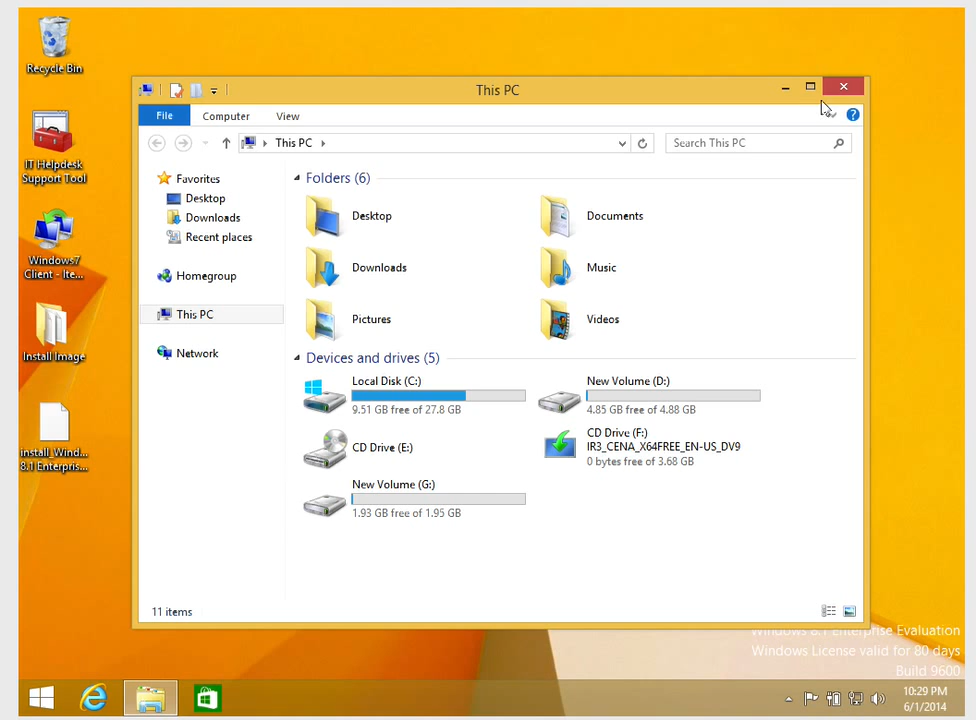 Recycle Bin
IT Helpdesk
Support Tool
Windows7
Client - Ite...
Install Image
install_Wind...
8.1 Enterpris...
This PC
File
Computer
View
?
This PC
Search This PC
Favorites
Desktop
Downloads
Recent places
Homegroup
This PC
Network
Folders (6)
Desktop
Documents
Downloads
Music
Pictures
Videos
Devices and drives (5)
Local Disk (C:)
9.51 GB free of 27.8 GB
New Volume (D:)
4.85 GB free of 4.88 GB
CD Drive (E:)
CD Drive (F:)
IR3_CENA_X64FREE_EN-US_DV9
0 bytes free of 3.68 GB
New Volume (G:)
1.93 GB free of 1.95 GB
11 items
Windows 8.1 Enterprise Evaluation
Windows License valid for 80 days
Build 9600
10:29 PM
6/1/2014